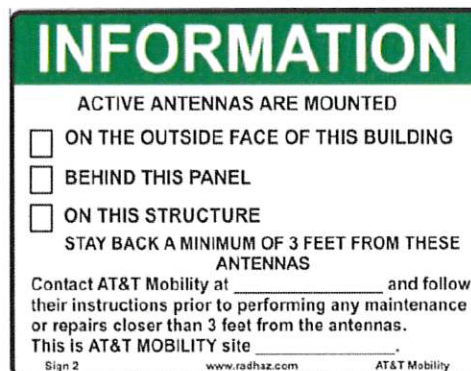 INFORMATION
ACTIVE ANTENNAS ARE MOUNTED
ON THE OUTSIDE FACE OF THIS BUILDING
BEHIND THIS PANEL
ON THIS STRUCTURE
STAY BACK A MINIMUM OF 3 FEET FROM THESE
ANTENNAS
Contact AT&T Mobility at _______________ and follow
their instructions prior to performing any maintenance
or repairs closer than 3 feet from the antennas.
This is AT&T MOBILITY site ______________.
Sign 2 www.radhaz.com AT&T Mobility